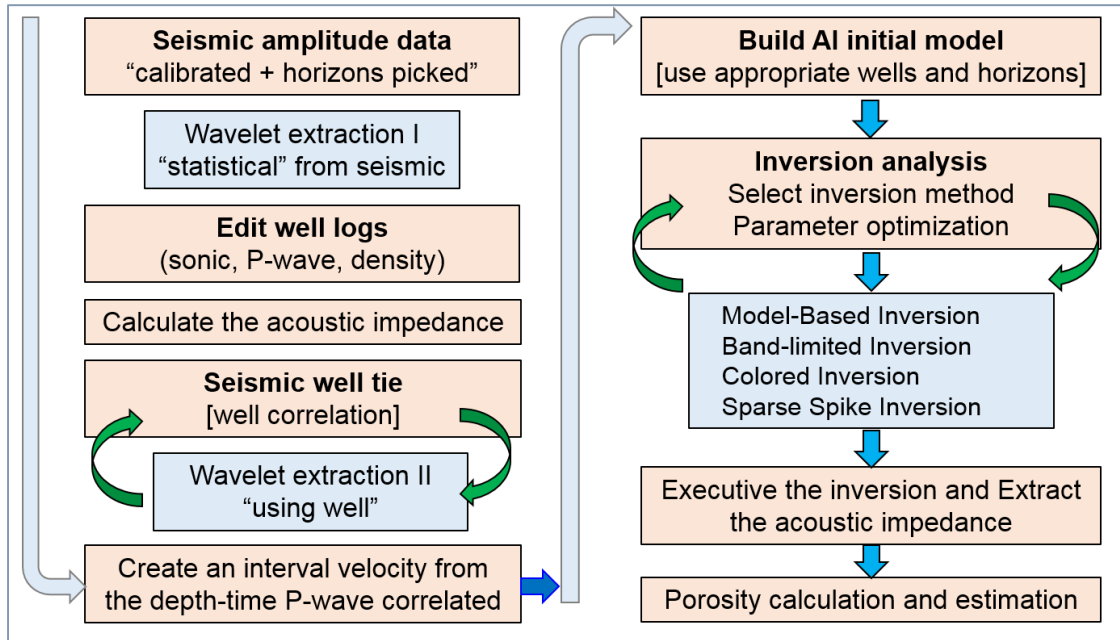 Seismic amplitude data
“calibrated + horizons picked”
Wavelet extraction I
“statistical” from seismic
Edit well logs
(sonic, P-wave, density)
Calculate the acoustic impedance
Seismic well tie
[well correlation]
Wavelet extraction II
“using well”
Create an interval velocity from
the depth-time P-wave correlated
Build AI initial model
[use appropriate wells and horizons]
Inversion analysis
Select inversion method
Parameter optimization
Model-Based Inversion
Band-limited Inversion
Colored Inversion
Sparse Spike Inversion
Executive the inversion and Extract
the acoustic impedance
Porosity calculation and estimation